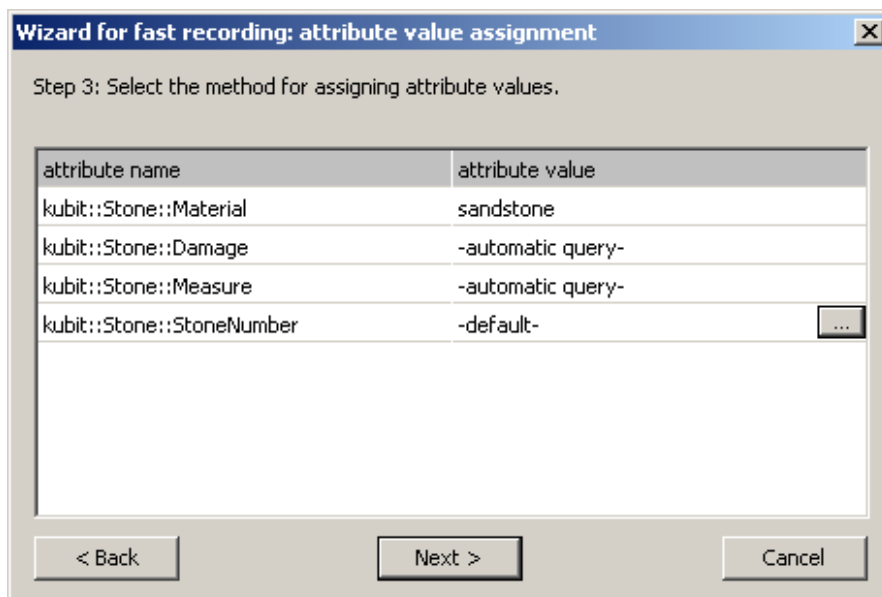 Wizard for fast recording: attribute value assignment
Step 3: Select the method for assigning attribute values.
attribute name attribute value
kubit::Stone::Material sandstone
kubit::Stone::Damage -automatic query-
kubit::Stone::Measure -automatic query-
kubit::Stone::StoneNumber -default- ...
< Back Next > Cancel